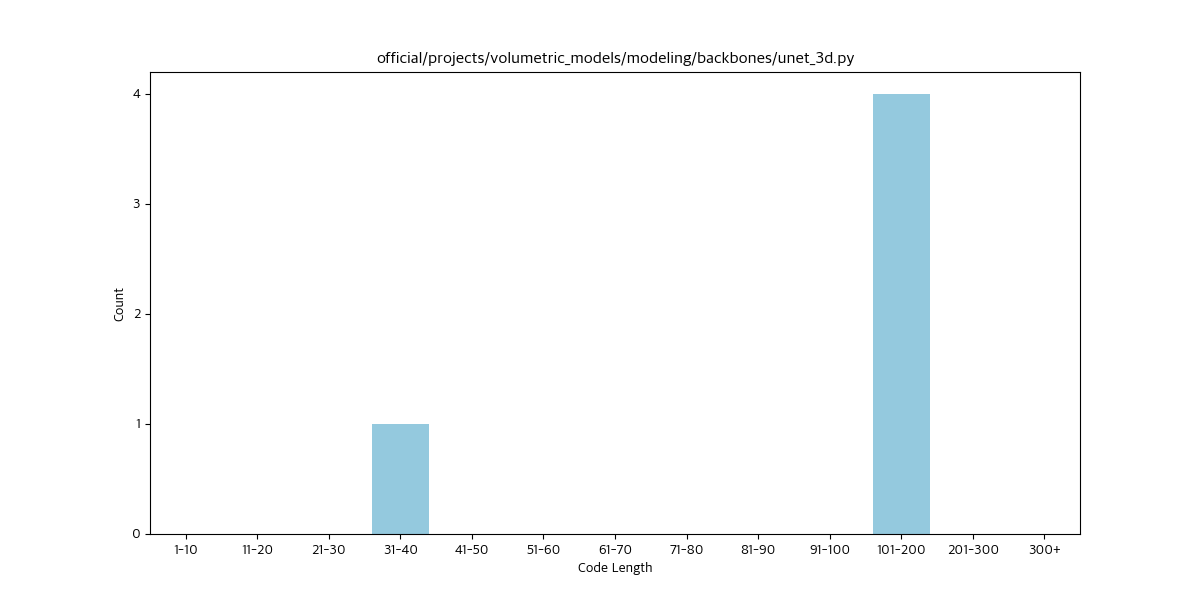 official/projects/volumetric_models/modeling/backbones/unet_3d.py
4
3
2
1
0
Count
1-10 11-20 21-30 31-40 41-50 51-60 61-70 71-80 81-90 91-100 101-200 201-300 300+
Code Length